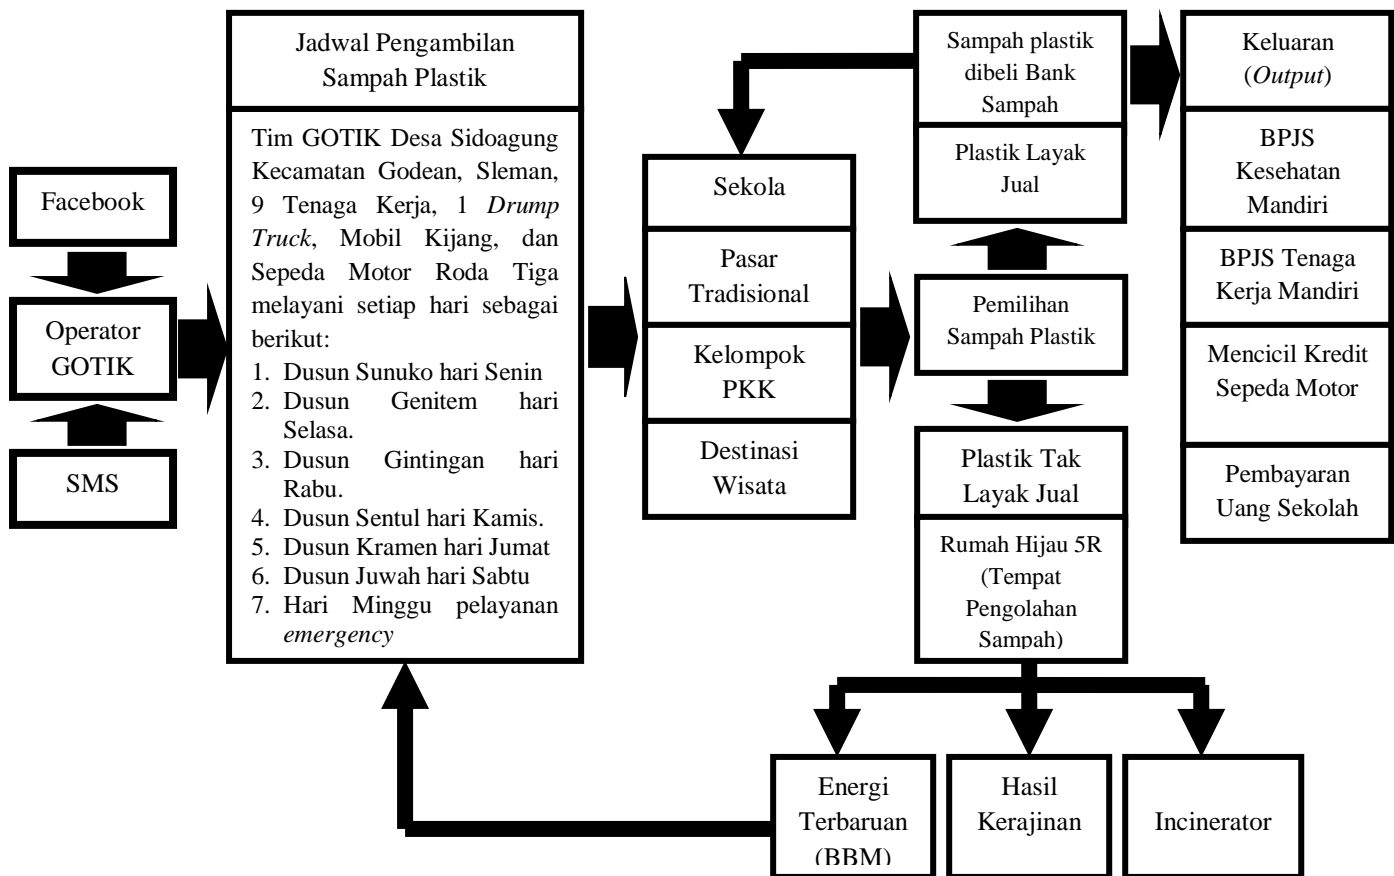 Facebook
Operator
GOTIK
SMS
Jadwal Pengambilan
Sampah Plastik
Tim GOTIK Desa Sidoagung
Kecamatan Godean, Sleman,
9 Tenaga Kerja, 1 Drump
Truck, Mobil Kijang, dan
Sepeda Motor Roda Tiga
melayani setiap hari sebagai
berikut:
1. Dusun Sunuko hari Senin
2. Dusun Genitem hari
Selasa.
3. Dusun Gintingan hari
Rabu.
4. Dusun Sentul hari Kamis.
5. Dusun Kramen hari Jumat
6. Dusun Juwah hari Sabtu
7. Hari Minggu pelayanan
emergency
Sekola
Pasar
Tradisional
Kelompok
PKK
Destinasi
Wisata
Sampah plastik
dibeli Bank
Sampah
Plastik Layak
Jual
Pemilihan
Sampah Plastik
Plastik Tak
Layak Jual
Rumah Hijau 5R
(Tempat
Pengolahan
Sampah)
Keluaran
(Output)
BPJS
Kesehatan
Mandiri
BPJS Tenaga
Kerja Mandiri
Mencicil Kredit
Sepeda Motor
Pembayaran
Uang Sekolah
Energi
Terbaruan
(BBM)
Hasil
Kerajinan
Incinerator